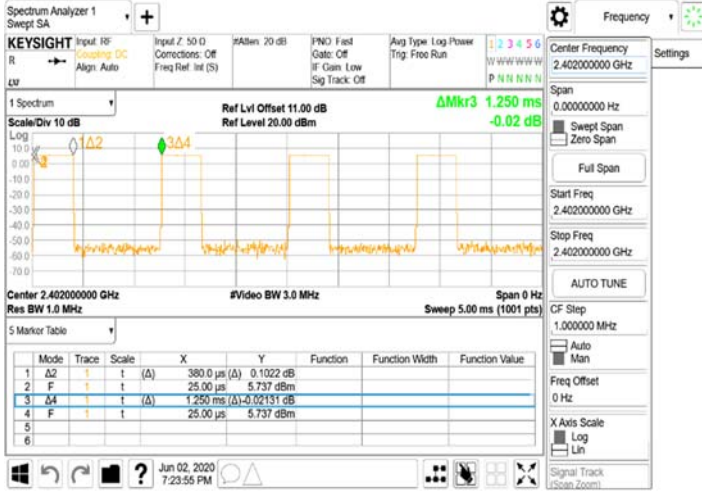 Spectrum Analyzer 1
Swept SA
+
Frequency
KEYSIGHT
R
Input: RF
Coupling: DC
Align: Auto
Input Z: 50 Ω
Corrections: Off
Freq Ref: Int (S)
#Atten: 20 dB
PNO: Fast
Gate: Off
IF Gain: Low
Sig Track: Off
Avg Type: Log-Power
Trig: Free Run
1 2 3 4 5 6
W W W W W W
P N N N N N
Center Frequency
2.402000000 GHz
Settings
Span
0.00000000 Hz
Swept Span
Zero Span
Full Span
Start Freq
2.402000000 GHz
Stop Freq
2.402000000 GHz
AUTO TUNE
CF Step
1.000000 MHz
Auto
Man
Freq Offset
0 Hz
X Axis Scale
Log
Lin
Signal Track
(Span Zoom)
1 Spectrum
Scale/Div 10 dB
Log
Ref Lvl Offset 11.00 dB
Ref Level 20.00 dBm
ΔMkr3 1.250 ms
-0.02 dB
10.0
0.00
-10.0
-20.0
-30.0
-40.0
-50.0
-60.0
-70.0
1Δ2
3Δ4
Center 2.402000000 GHz
Res BW 1.0 MHz
#Video BW 3.0 MHz
Span 0 Hz
Sweep 5.00 ms (1001 pts)
5 Marker Table
Mode Trace Scale X Y Function Function Width Function Value
1 Δ2 1 t (Δ) 380.0 µs (Δ) 0.1022 dB
2 F 1 t 25.00 µs 5.737 dBm
3 Δ4 1 t (Δ) 1.250 ms (Δ) -0.02131 dB
4 F 1 t 25.00 µs 5.737 dBm
5
6
?
Jun 02, 2020
7:23:55 PM